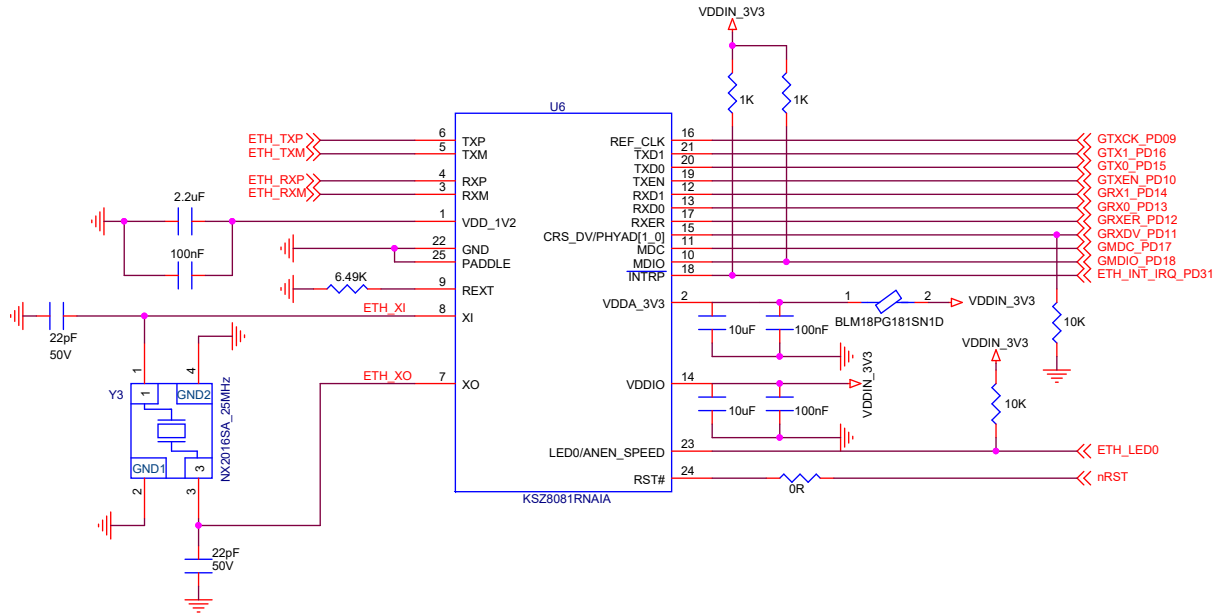 VDDIN_3V3
1K
1K
U6
ETH_TXP
6
TXP
REF_CLK
16
GTXCK_PD09
ETH_TXM
5
TXM
TXD1
21
GTX1_PD16
TXD0
20
GTX0_PD15
ETH_RXP
4
RXP
TXEN
19
GTXEN_PD10
ETH_RXM
3
RXM
RXD1
12
GRX1_PD14
RXD0
13
GRX0_PD13
2.2uF
1
VDD_1V2
RXER
17
GRXER_PD12
CRS_DV/PHYAD[1_0]
15
GRXDV_PD11
100nF
22
GND
MDC
11
GMDC_PD17
25
PADDLE
MDIO
10
GMDIO_PD18
INTRP
18
ETH_INT_IRQ_PD31
6.49K
9
REXT
VDDA_3V3
2
1
2
VDDIN_3V3
BLM18PG181SN1D
ETH_XI
8
XI
10uF
100nF
10K
22pF
50V
VDDIN_3V3
1
4
ETH_XO
7
XO
VDDIO
14
VDDIN_3V3
Y3
1
GND2
NX2016SA_25MHz
10uF
100nF
10K
GND1
3
LED0/ANEN_SPEED
23
ETH_LED0
2
3
RST#
24
0R
nRST
KSZ8081RNAIA
22pF
50V